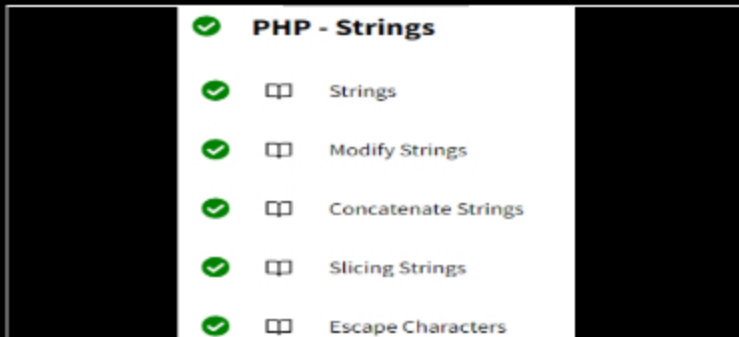 PHP - Strings
Strings
Modify Strings
Concatenate Strings
Slicing Strings
Escape Characters